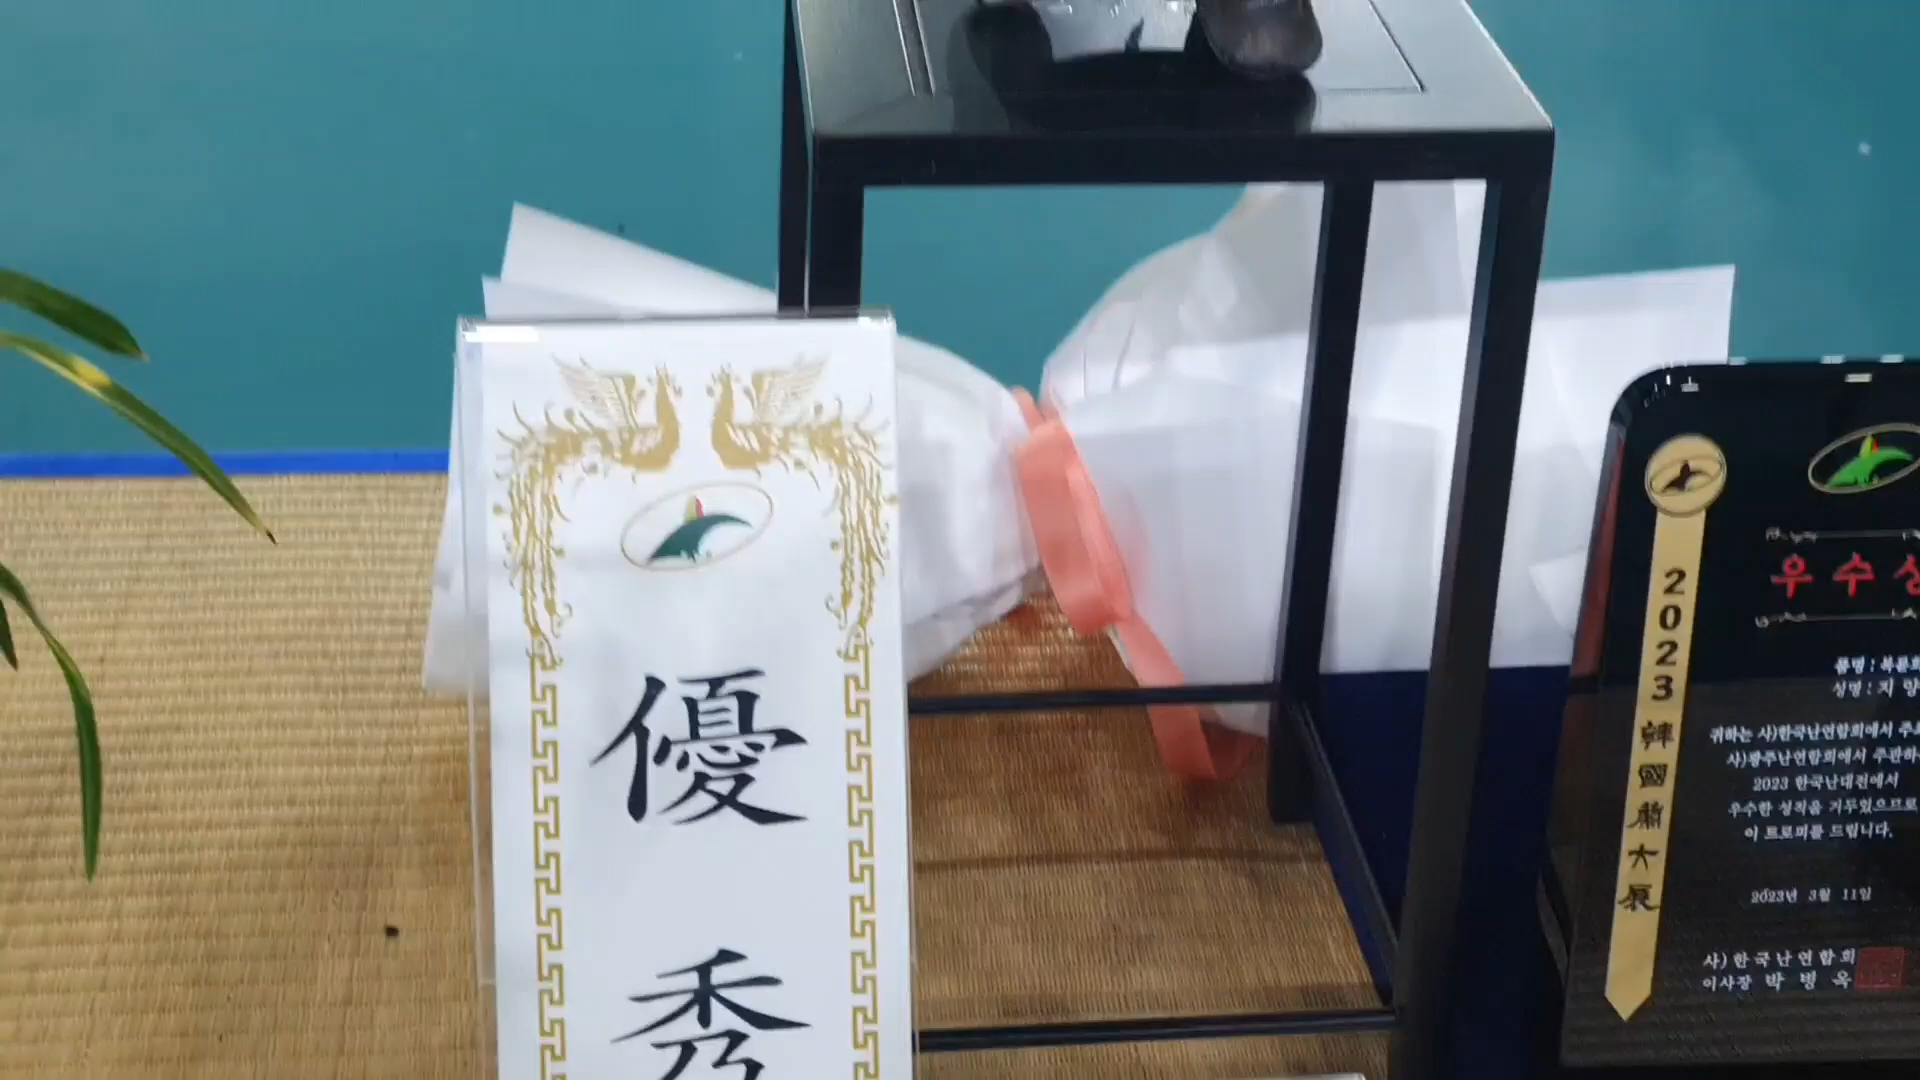 優
秀
2023
韓國蘭大展
우수상
품명 : 복륜화
성명 : 지
귀하는 사)한국난연합회에서 주최
사)광주난연합회에서 주관하
2023 한국난대전에서
우수한 성적을 거두었으므로
이 트로피를 드립니다.
2023년 3월 11일
사) 한국난연합회
이사장 박 병 옥